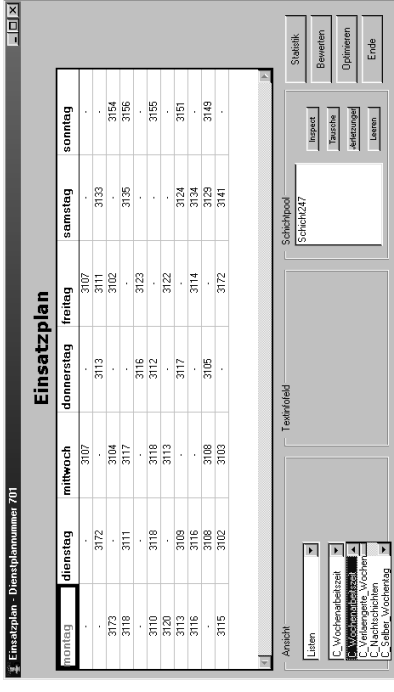 Einsatzplan - Dienstplannummer 701
Einsatzplan
montag dienstag mittwoch donnerstag freitag samstag sonntag
- - 3107 - 3107 - -
- 3172 - 3113 3111 3133 -
3173 - 3104 - 3102 - 3154
3118 3111 3117 - - 3135 3156
- - - 3116 3123 - -
3110 3118 3118 3112 - - 3155
3120 - 3113 - 3122 - -
3113 3109 - 3117 - 3124 3151
3116 3116 - - 3114 3134 -
- 3108 3108 3105 - 3129 3149
3115 3102 3103 - 3172 3141 -
Ansicht
Listen
C_Wochenarbeitszeit
C_Wochenarbeitszeit
C_Verlaengerte_Wochen
C_Nachtschichten
C_Selber_Wochentag
Textinfofeld
Schichtpool
Schicht247
Inspect
Tausche
Verletzungen
Leeren
Statistik
Bewerten
Optimieren
Ende